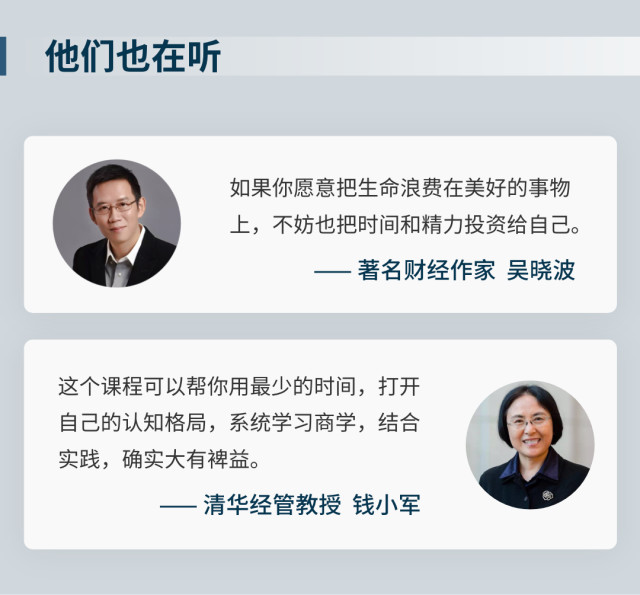 他们也在听
如果你愿意把生命浪费在美好的事物
上，不妨也把时间和精力投资给自己。
—— 著名财经作家 吴晓波
这个课程可以帮你用最少的时间，打开
自己的认知格局，系统学习商学，结合
实践，确实大有裨益。
—— 清华经管教授 钱小军